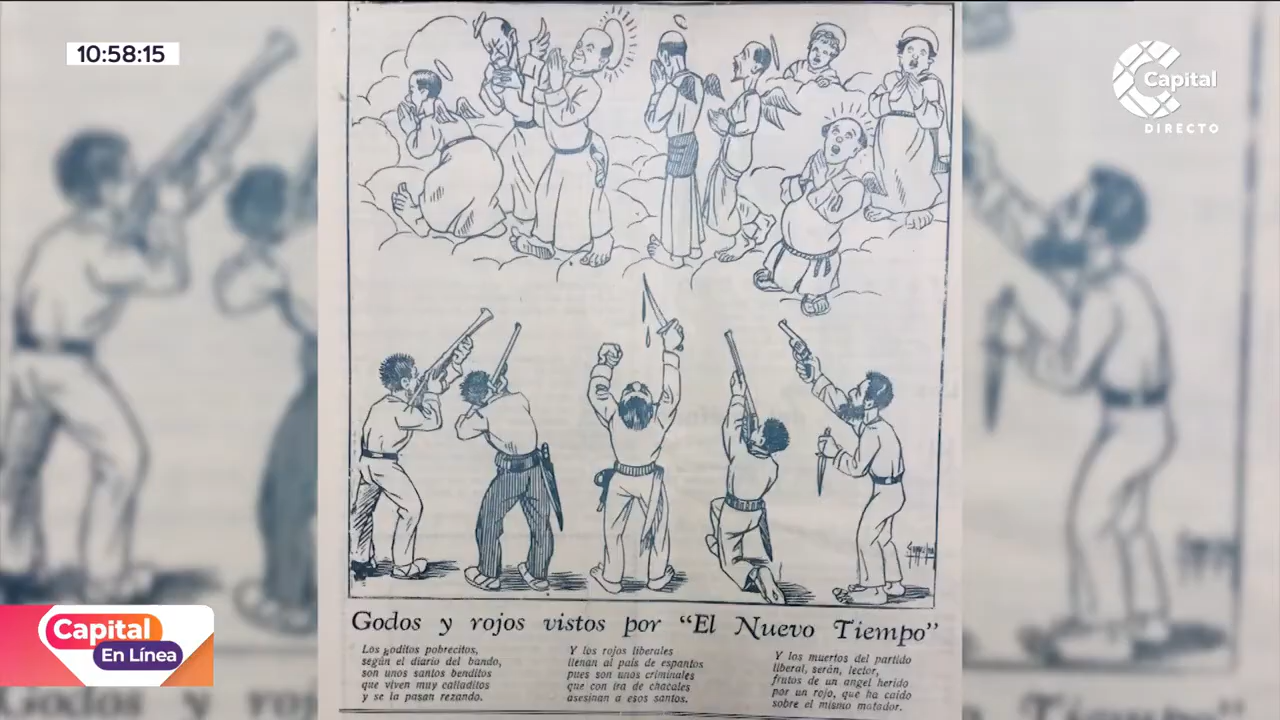 10:58:15
Capital
DIRECTO
Godos y rojos vistos por “El Nuevo Tiempo”
Los goditos pobrecitos,
según el diario del bando,
son unos santos benditos
que viven muy calladitos
y se la pasan rezando.
Y los rojos liberales
llenan al país de espantos
pues son unos criminales
que con ira de chacales
asesinan a esos santos.
Y los muertos del partido
liberal, serán, lector,
frutos de un angel herido
por un rojo, que ha caído
sobre el mismo matador.
Capital
En Línea